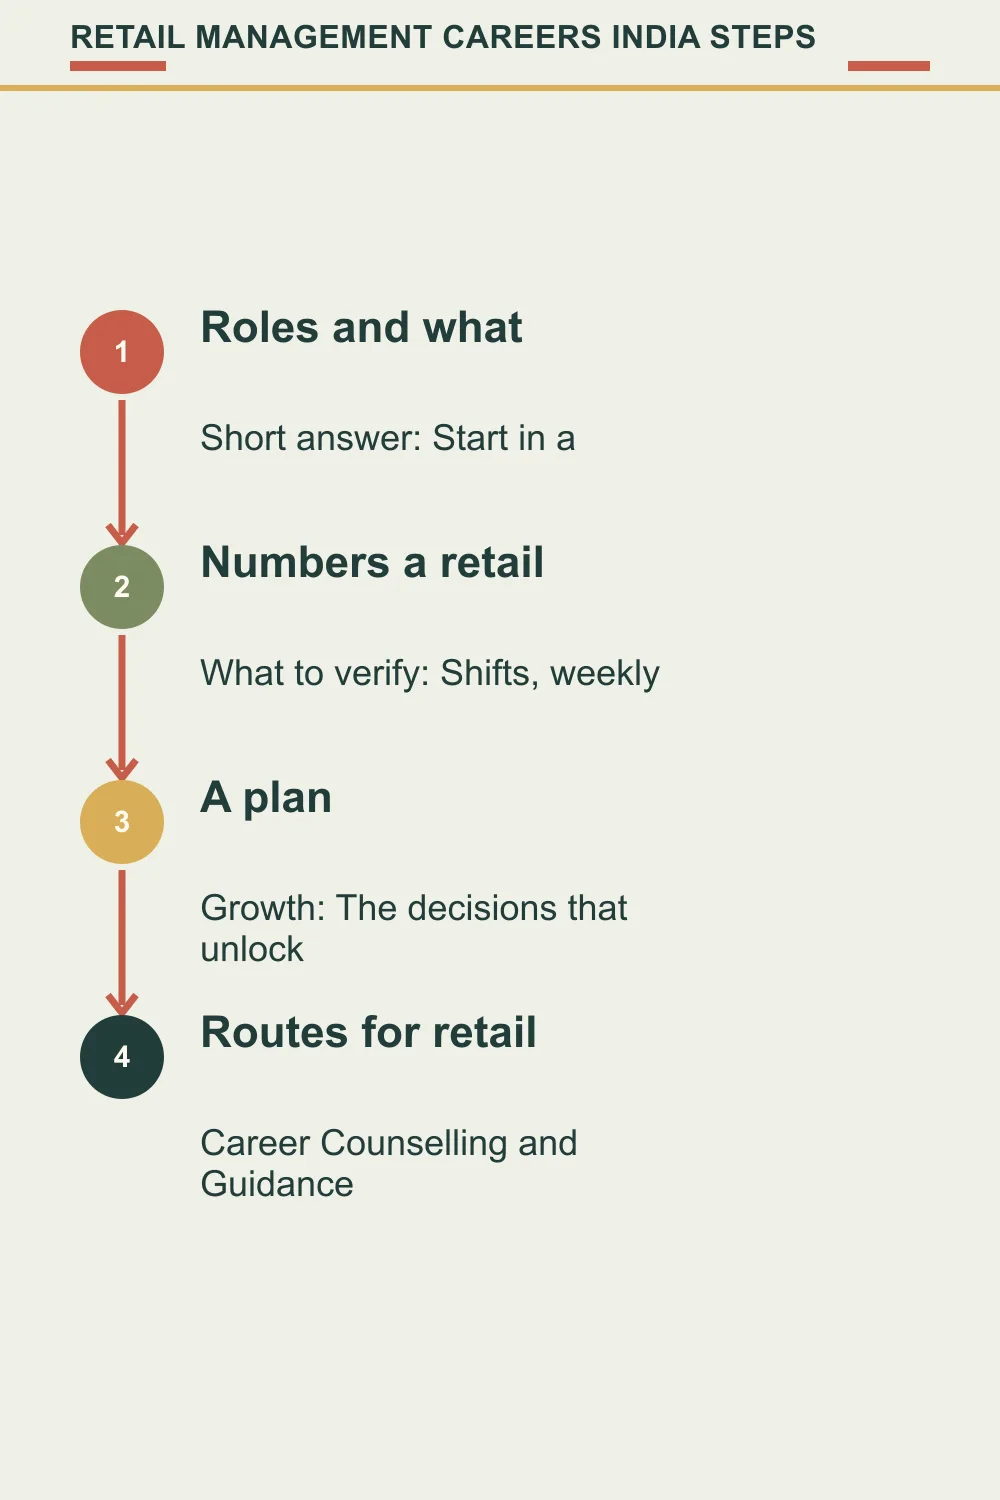 RETAIL MANAGEMENT CAREERS INDIA STEPS
1
Roles and what
Short answer: Start in a
2
Numbers a retail
What to verify: Shifts, weekly
3
A plan
Growth: The decisions that
unlock
4
Routes for retail
Career Counselling and
Guidance